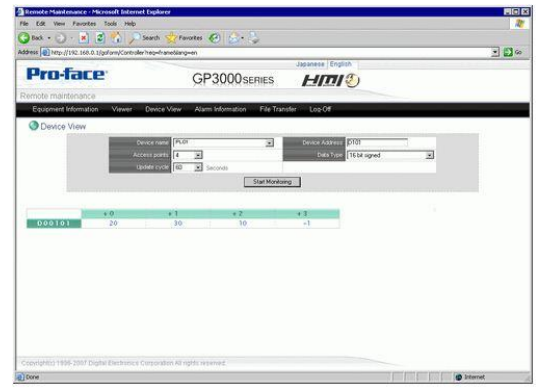 Remote Maintenance - Microsoft Internet Explorer
File Edit View Favorites Tools Help
Back Search Favorites
Address http://192.168.0.1/goform/Controller?req=frame&lang=en Go
Japanese | English
Pro-face GP3000 SERIES HMI
Remote maintenance
Equipment Information Viewer Device View Alarm Information File Transfer Log-Off
Device View
Device name PLC1 Device Address D101
Access points 4 Data Type 16 bit signed
Update cycle 60 Seconds
Start Monitoring
+ 0 + 1 + 2 + 3
D00101 20 30 10 -1
Copyright(c) 1998-2007 Digital Electronics Corporation All rights reserved.
Done Internet